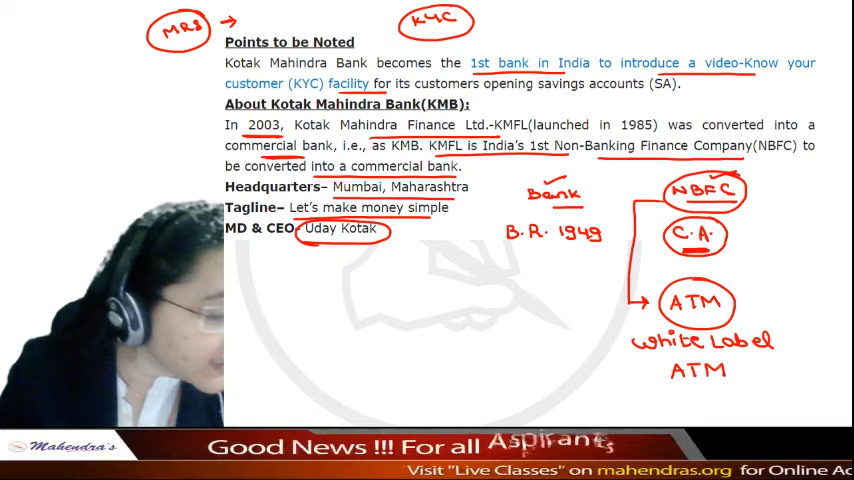 MRS →
KYC
Points to be Noted
Kotak Mahindra Bank becomes the 1st bank in India to introduce a video-Know your
customer (KYC) facility for its customers opening savings accounts (SA).
About Kotak Mahindra Bank(KMB):
In 2003, Kotak Mahindra Finance Ltd.-KMFL(launched in 1985) was converted into a
commercial bank, i.e., as KMB. KMFL is India's 1st Non-Banking Finance Company(NBFC) to
be converted into a commercial bank.
Headquarters– Mumbai, Maharashtra
Tagline– Let's make money simple
MD & CEO- Uday Kotak
Bank
NBFC
B.R. 1949
C.A.
ATM
White Label
ATM
Mahendra's
Good News !!! For all Aspirants
Visit "Live Classes" on mahendras.org for Online Ac